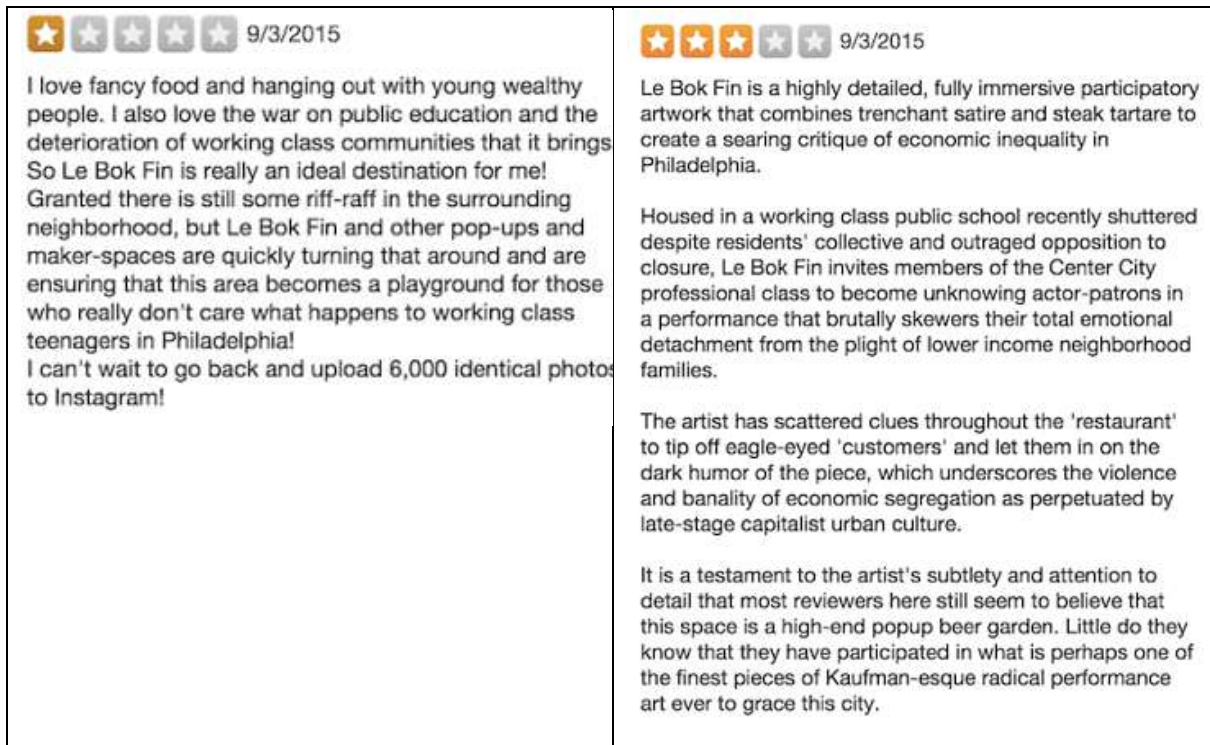 9/3/2015
I love fancy food and hanging out with young wealthy
people. I also love the war on public education and the
deterioration of working class communities that it brings
So Le Bok Fin is really an ideal destination for me!
Granted there is still some riff-raff in the surrounding
neighborhood, but Le Bok Fin and other pop-ups and
maker-spaces are quickly turning that around and are
ensuring that this area becomes a playground for those
who really don't care what happens to working class
teenagers in Philadelphia!
I can't wait to go back and upload 6,000 identical photos
to Instagram!
9/3/2015
Le Bok Fin is a highly detailed, fully immersive participatory
artwork that combines trenchant satire and steak tartare to
create a searing critique of economic inequality in
Philadelphia.
Housed in a working class public school recently shuttered
despite residents' collective and outraged opposition to
closure, Le Bok Fin invites members of the Center City
professional class to become unknowing actor-patrons in
a performance that brutally skewers their total emotional
detachment from the plight of lower income neighborhood
families.
The artist has scattered clues throughout the 'restaurant'
to tip off eagle-eyed 'customers' and let them in on the
dark humor of the piece, which underscores the violence
and banality of economic segregation as perpetuated by
late-stage capitalist urban culture.
It is a testament to the artist's subtlety and attention to
detail that most reviewers here still seem to believe that
this space is a high-end popup beer garden. Little do they
know that they have participated in what is perhaps one of
the finest pieces of Kaufman-esque radical performance
art ever to grace this city.